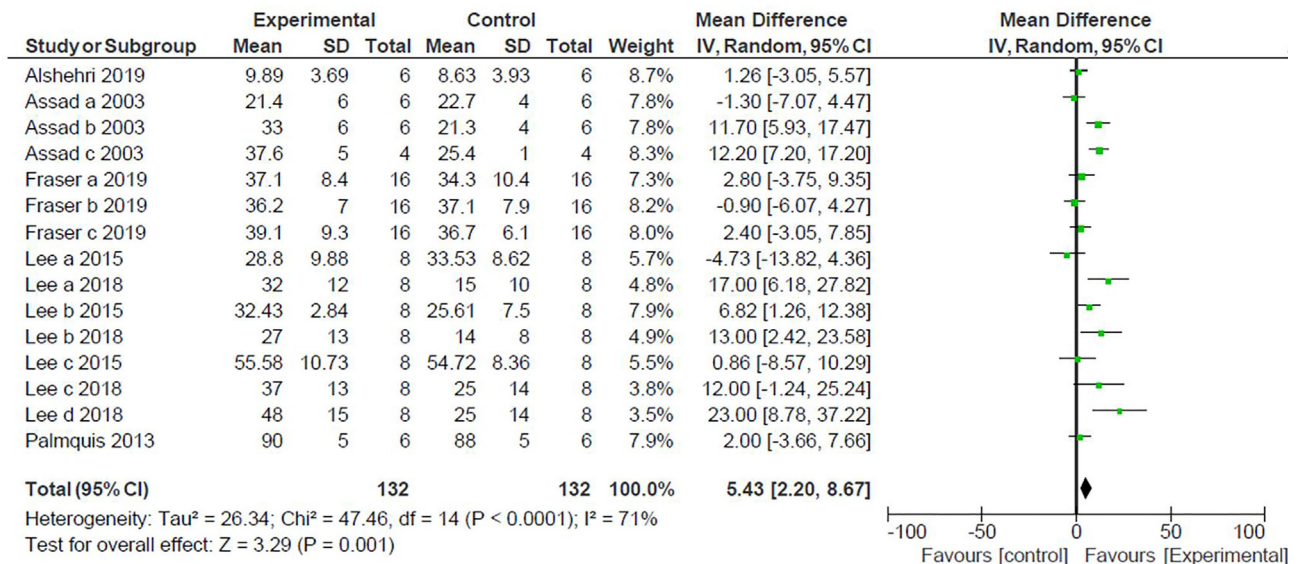 Experimental Control Mean Difference Mean Difference
Study or Subgroup Mean SD Total Mean SD Total Weight IV, Random, 95% CI IV, Random, 95% CI
Alshehri 2019 9.89 3.69 6 8.63 3.93 6 8.7% 1.26 [-3.05, 5.57]
Assad a 2003 21.4 6 6 22.7 4 6 7.8% -1.30 [-7.07, 4.47]
Assad b 2003 33 6 6 21.3 4 6 7.8% 11.70 [5.93, 17.47]
Assad c 2003 37.6 5 4 25.4 1 4 8.3% 12.20 [7.20, 17.20]
Fraser a 2019 37.1 8.4 16 34.3 10.4 16 7.3% 2.80 [-3.75, 9.35]
Fraser b 2019 36.2 7 16 37.1 7.9 16 8.2% -0.90 [-6.07, 4.27]
Fraser c 2019 39.1 9.3 16 36.7 6.1 16 8.0% 2.40 [-3.05, 7.85]
Lee a 2015 28.8 9.88 8 33.53 8.62 8 5.7% -4.73 [-13.82, 4.36]
Lee a 2018 32 12 8 15 10 8 4.8% 17.00 [6.18, 27.82]
Lee b 2015 32.43 2.84 8 25.61 7.5 8 7.9% 6.82 [1.26, 12.38]
Lee b 2018 27 13 8 14 8 8 4.9% 13.00 [2.42, 23.58]
Lee c 2015 55.58 10.73 8 54.72 8.36 8 5.5% 0.86 [-8.57, 10.29]
Lee c 2018 37 13 8 25 14 8 3.8% 12.00 [-1.24, 25.24]
Lee d 2018 48 15 8 25 14 8 3.5% 23.00 [8.78, 37.22]
Palmquis 2013 90 5 6 88 5 6 7.9% 2.00 [-3.66, 7.66]
Total (95% CI) 132 132 100.0% 5.43 [2.20, 8.67]
Heterogeneity: Tau² = 26.34; Chi² = 47.46, df = 14 (P < 0.0001); I² = 71%
Test for overall effect: Z = 3.29 (P = 0.001)
-100 -50 0 50 100
Favours [control] Favours [Experimental]